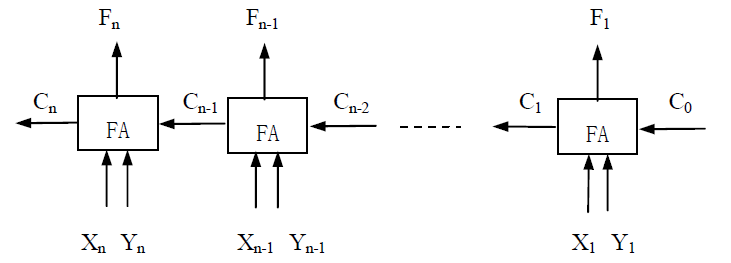 Fn Fn-1 F1
Cn Cn-1 Cn-2 C1 C0
FA FA FA
Xn Yn Xn-1 Yn-1 X1 Y1